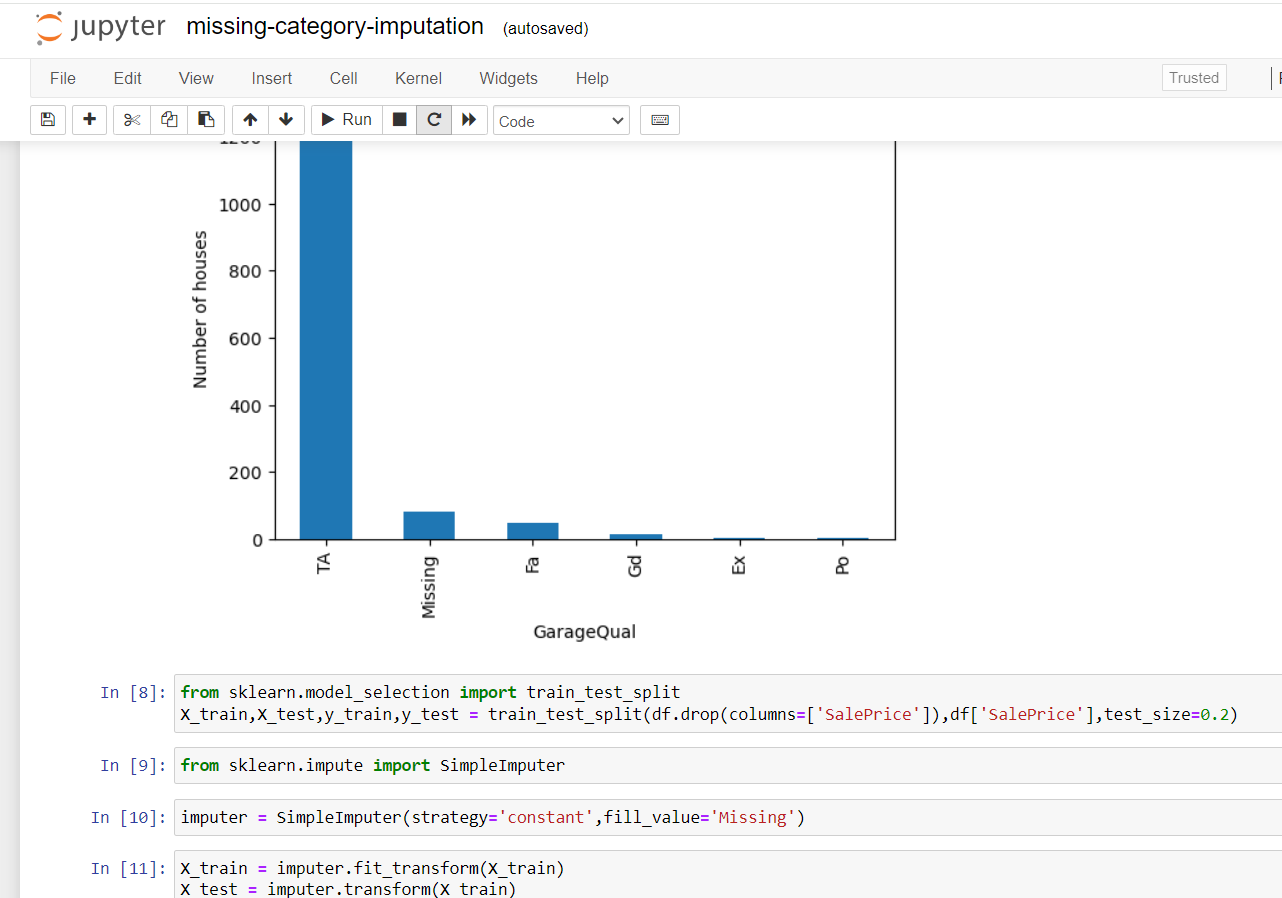 jupyter missing-category-imputation (autosaved)
File Edit View Insert Cell Kernel Widgets Help Trusted
Run Code
1200
1000
800
600
400
200
0
Number of houses
TA Missing Fa Gd Ex Po
GarageQual
In [8]: from sklearn.model_selection import train_test_split
X_train,X_test,y_train,y_test = train_test_split(df.drop(columns=['SalePrice']),df['SalePrice'],test_size=0.2)
In [9]: from sklearn.impute import SimpleImputer
In [10]: imputer = SimpleImputer(strategy='constant',fill_value='Missing')
In [11]: X_train = imputer.fit_transform(X_train)
X_test = imputer.transform(X_train)